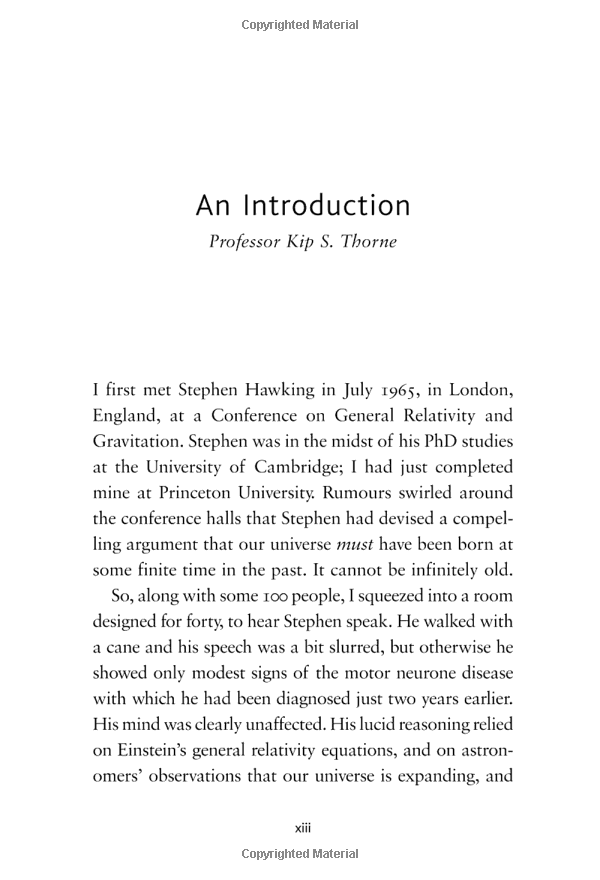 Copyrighted Material
An Introduction
Professor Kip S. Thorne
I first met Stephen Hawking in July 1965, in London,
England, at a Conference on General Relativity and
Gravitation. Stephen was in the midst of his PhD studies
at the University of Cambridge; I had just completed
mine at Princeton University. Rumours swirled around
the conference halls that Stephen had devised a compel-
ling argument that our universe must have been born at
some finite time in the past. It cannot be infinitely old.
So, along with some 100 people, I squeezed into a room
designed for forty, to hear Stephen speak. He walked with
a cane and his speech was a bit slurred, but otherwise he
showed only modest signs of the motor neurone disease
with which he had been diagnosed just two years earlier.
His mind was clearly unaffected. His lucid reasoning relied
on Einstein’s general relativity equations, and on astron-
omers’ observations that our universe is expanding, and
xiii
Copyrighted Material